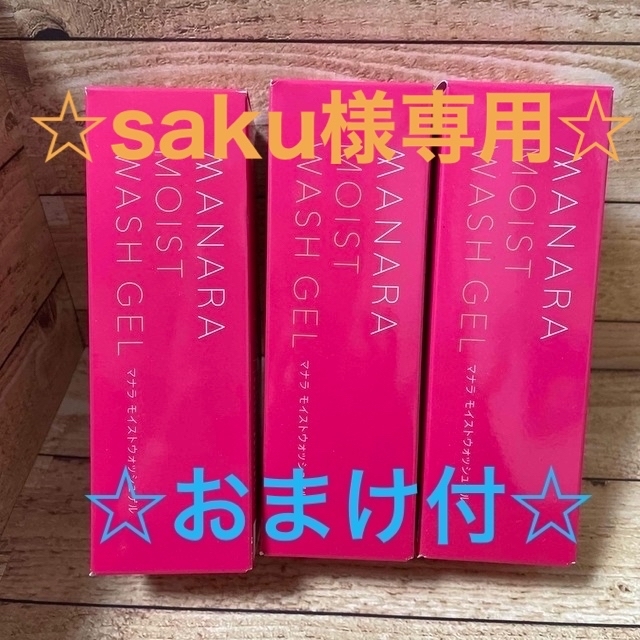 ☆saku様専用☆
MANARA
MOIST
WASH GEL
マナラ モイストウォッシュゲル
MANARA
MOIST
WASH GEL
マナラ モイストウォッシュ
MANARA
MOIST
WASH GEL
マナラ モイストウォッシュゲル
☆おまけ付☆